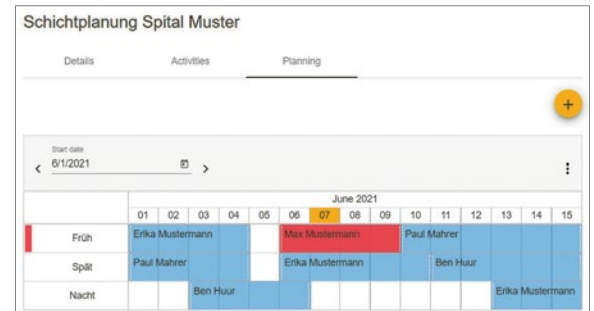 Schichtplanung Spital Muster
Details Activities Planning
+
Start date
< 6/1/2021 >
June 2021
01 02 03 04 05 06 07 08 09 10 11 12 13 14 15
Früh Erika Mustermann Max Mustermann Paul Mahrer
Spät Paul Mahrer Erika Mustermann Ben Huur
Nacht Ben Huur Erika Mustermann